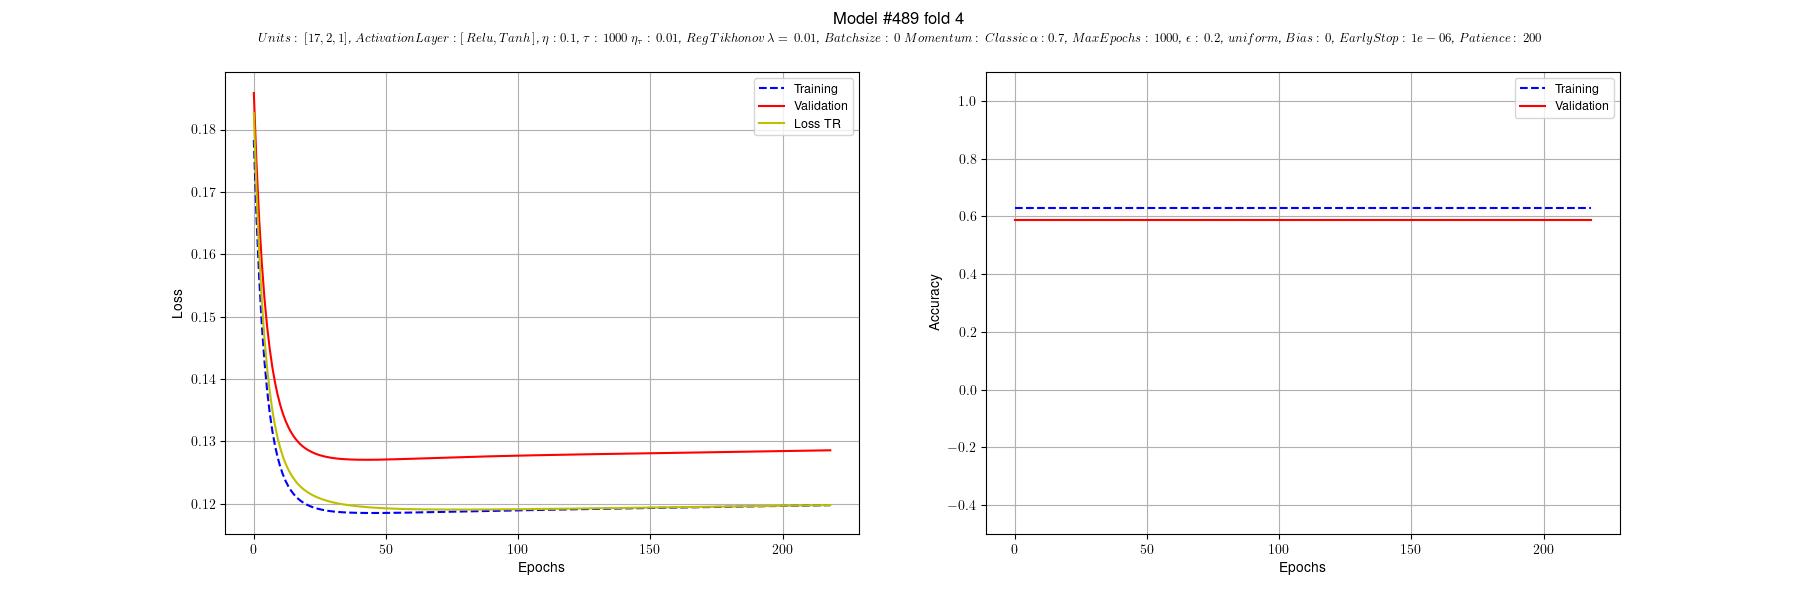 Model #489 fold 4
Units : [17, 2, 1], ActivationLayer : [ Relu, Tanh ], η : 0.1, τ : 1000 ητ : 0.01, RegTikhonov λ = 0.01, Batchsize : 0 Momentum : Classic α : 0.7, MaxEpochs : 1000, ϵ : 0.2, uniform, Bias : 0, EarlyStop : 1e − 06, Patience : 200
Training
Validation
Loss TR
0.18
0.17
0.16
0.15
0.14
0.13
0.12
Loss
0 50 100 150 200
Epochs
Training
Validation
1.0
0.8
0.6
0.4
0.2
0.0
−0.2
−0.4
Accuracy
0 50 100 150 200
Epochs